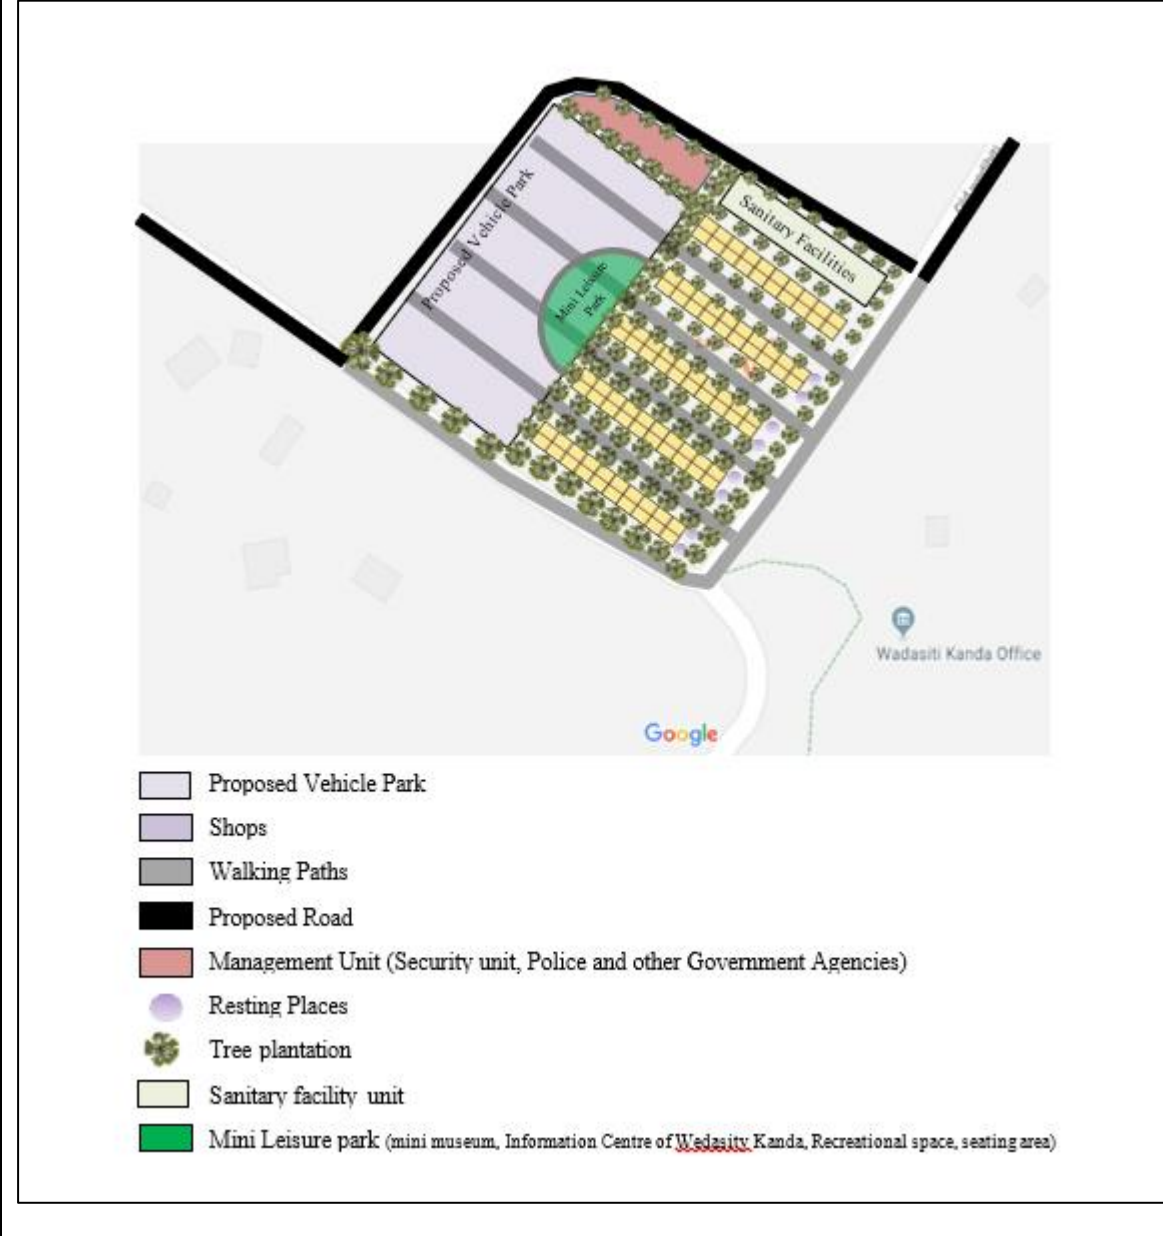 Proposed Vehicle Park
Sanitary Facilities
Mini Leisure
Park
Wadasiti Kanda Office
Google
Proposed Vehicle Park
Shops
Walking Paths
Proposed Road
Management Unit (Security unit, Police and other Government Agencies)
Resting Places
Tree plantation
Sanitary facility unit
Mini Leisure park (mini museum, Information Centre of Wedasity Kanda, Recreational space, seating area)